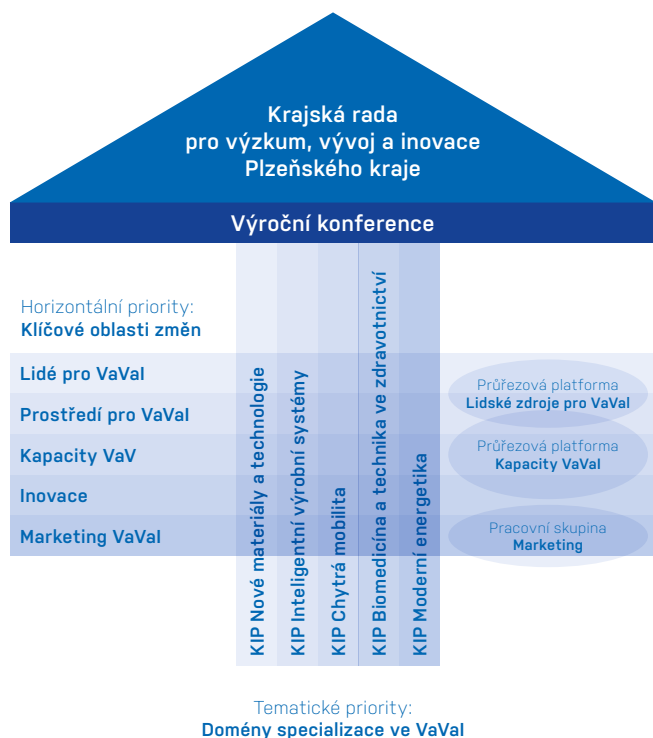 Krajská rada
pro výzkum, vývoj a inovace
Plzeňského kraje
Výroční konference
Horizontální priority:
Klíčové oblasti změn
Lidé pro VaVaI
Prostředí pro VaVaI
Kapacity VaV
Inovace
Marketing VaVaI
KIP Nové materiály a technologie
KIP Inteligentní výrobní systémy
KIP Chytrá mobilita
KIP Biomedicína a technika ve zdravotnictví
KIP Moderní energetika
Průřezová platforma
Lidské zdroje pro VaVaI
Průřezová platforma
Kapacity VaVaI
Pracovní skupina
Marketing
Tematické priority:
Domény specializace ve VaVaI